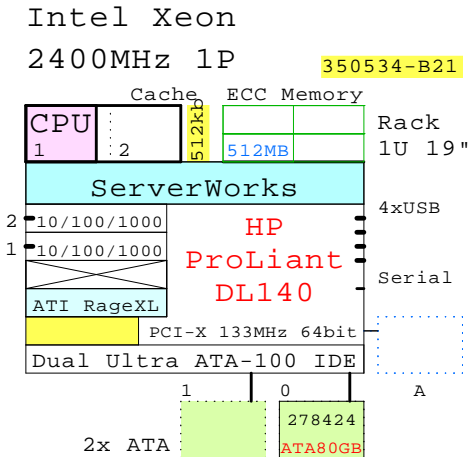 Intel Xeon
2400MHz 1P
350534-B21
Cache
ECC Memory
CPU
1
2
512kb
512MB
Rack
1U 19"
ServerWorks
2
10/100/1000
1
10/100/1000
HP
ProLiant
DL140
4xUSB
Serial
ATI RageXL
PCI-X 133MHz 64bit
Dual Ultra ATA-100 IDE
1
0
A
2x ATA
278424
ATA80GB